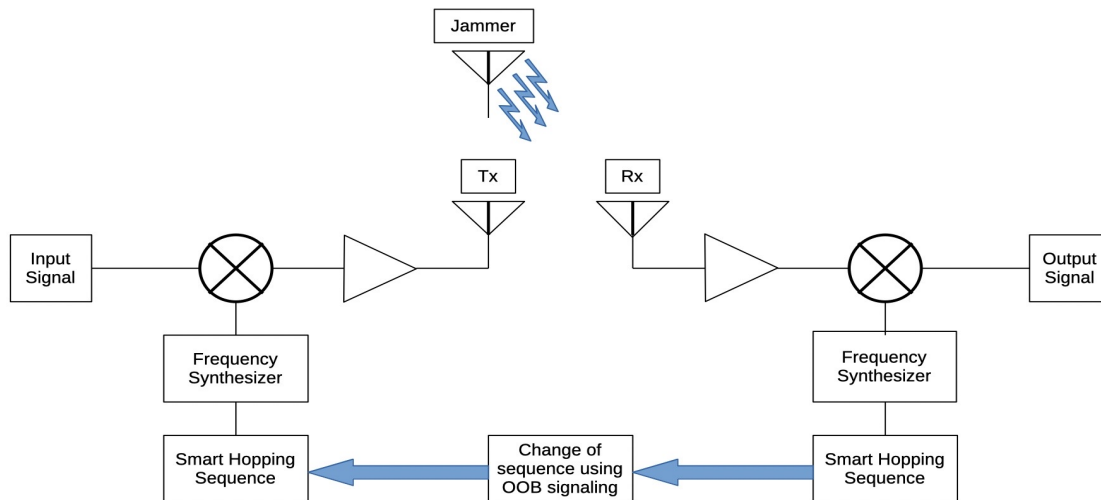 Jammer
Tx
Rx
Input
Signal
Output
Signal
Frequency
Synthesizer
Frequency
Synthesizer
Smart Hopping
Sequence
Change of
sequence using
OOB signaling
Smart Hopping
Sequence